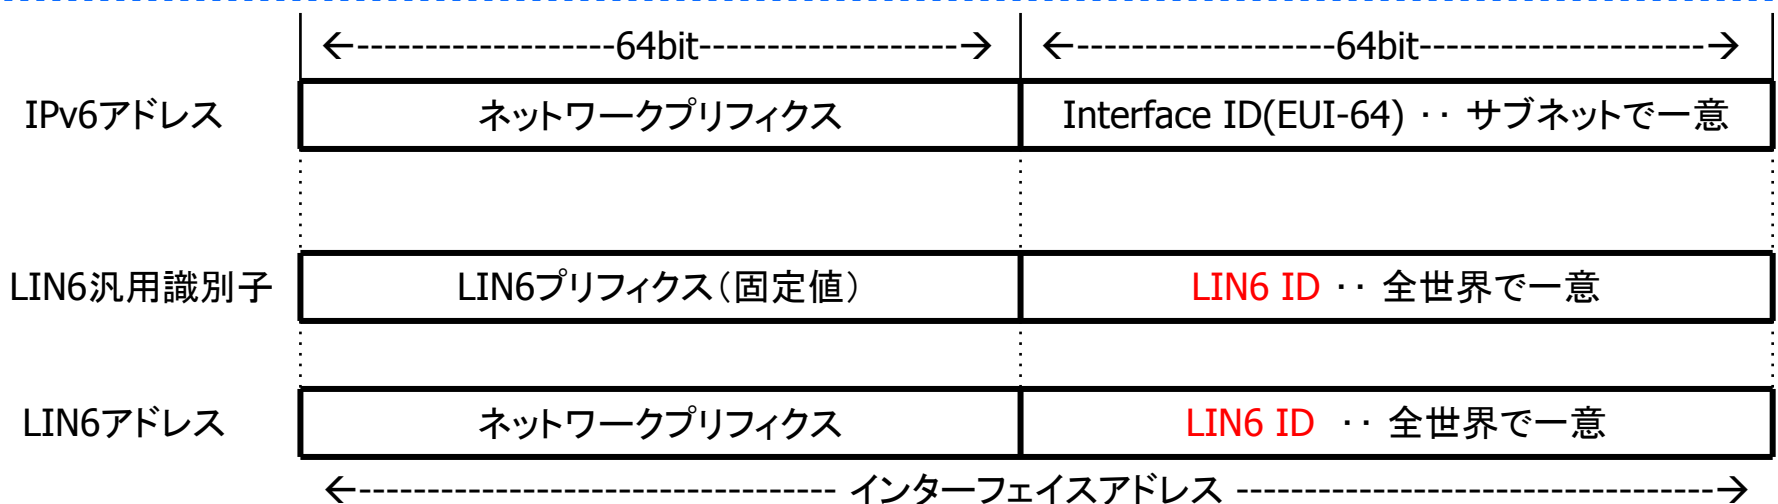 ←-------------------64bit-------------------→ ←-------------------64bit---------------------→
IPv6アドレス ネットワークプリフィクス Interface ID(EUI-64) ‥ サブネットで一意
LIN6汎用識別子 LIN6プリフィクス（固定値） LIN6 ID ‥ 全世界で一意
LIN6アドレス ネットワークプリフィクス LIN6 ID ‥ 全世界で一意
←----------------------------------- インターフェイスアドレス -----------------------------------→